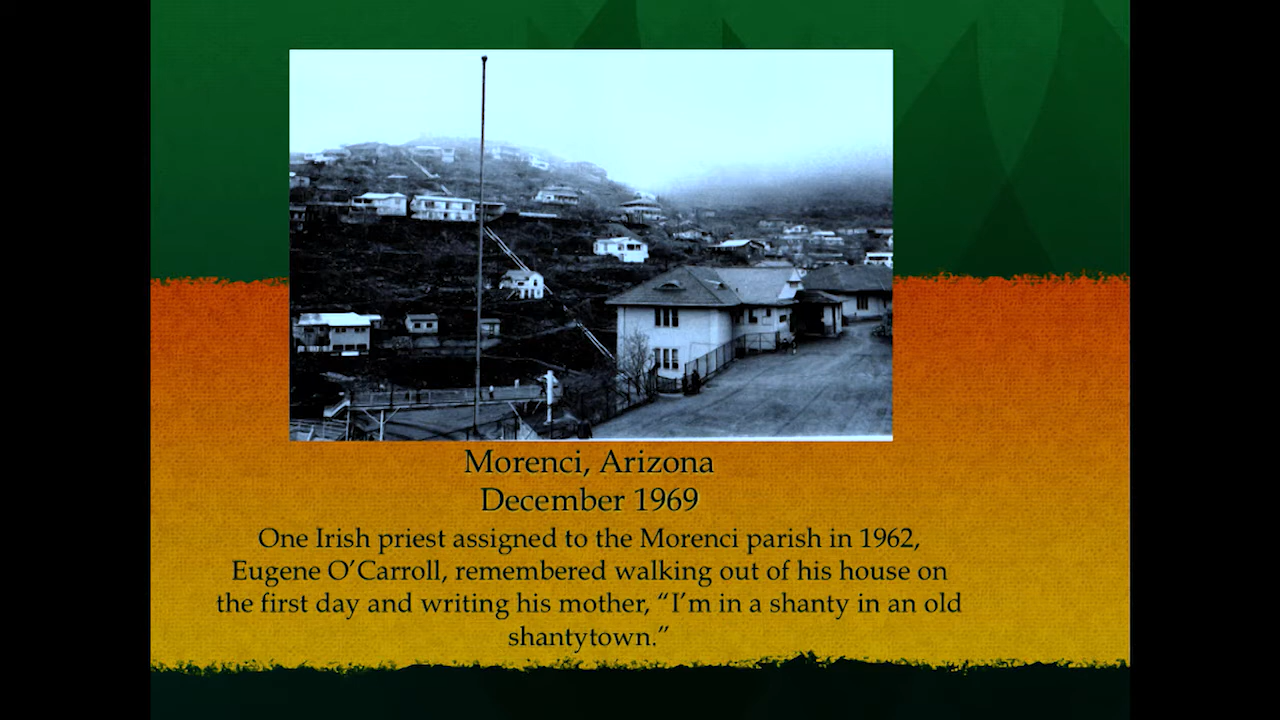 Morenci, Arizona
December 1969
One Irish priest assigned to the Morenci parish in 1962,
Eugene O’Carroll, remembered walking out of his house on
the first day and writing his mother, “I’m in a shanty in an old
shantytown.”